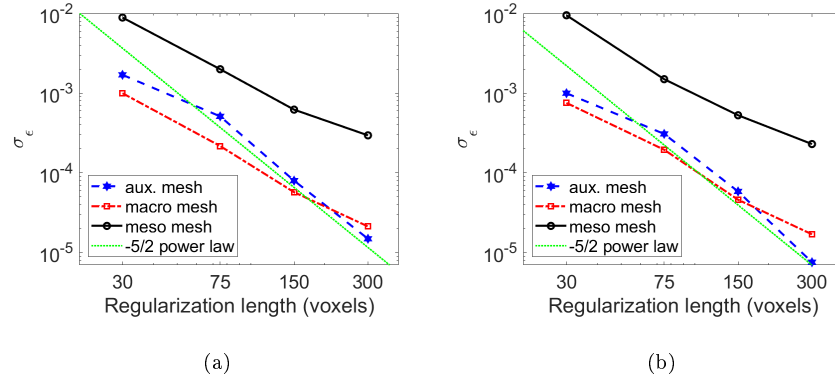 10^-2
10^-3
10^-4
10^-5
σ_ϵ
aux. mesh
macro mesh
meso mesh
-5/2 power law
30 75 150 300
Regularization length (voxels)
(a)
10^-2
10^-3
10^-4
10^-5
σ_ϵ
aux. mesh
macro mesh
meso mesh
-5/2 power law
30 75 150 300
Regularization length (voxels)
(b)